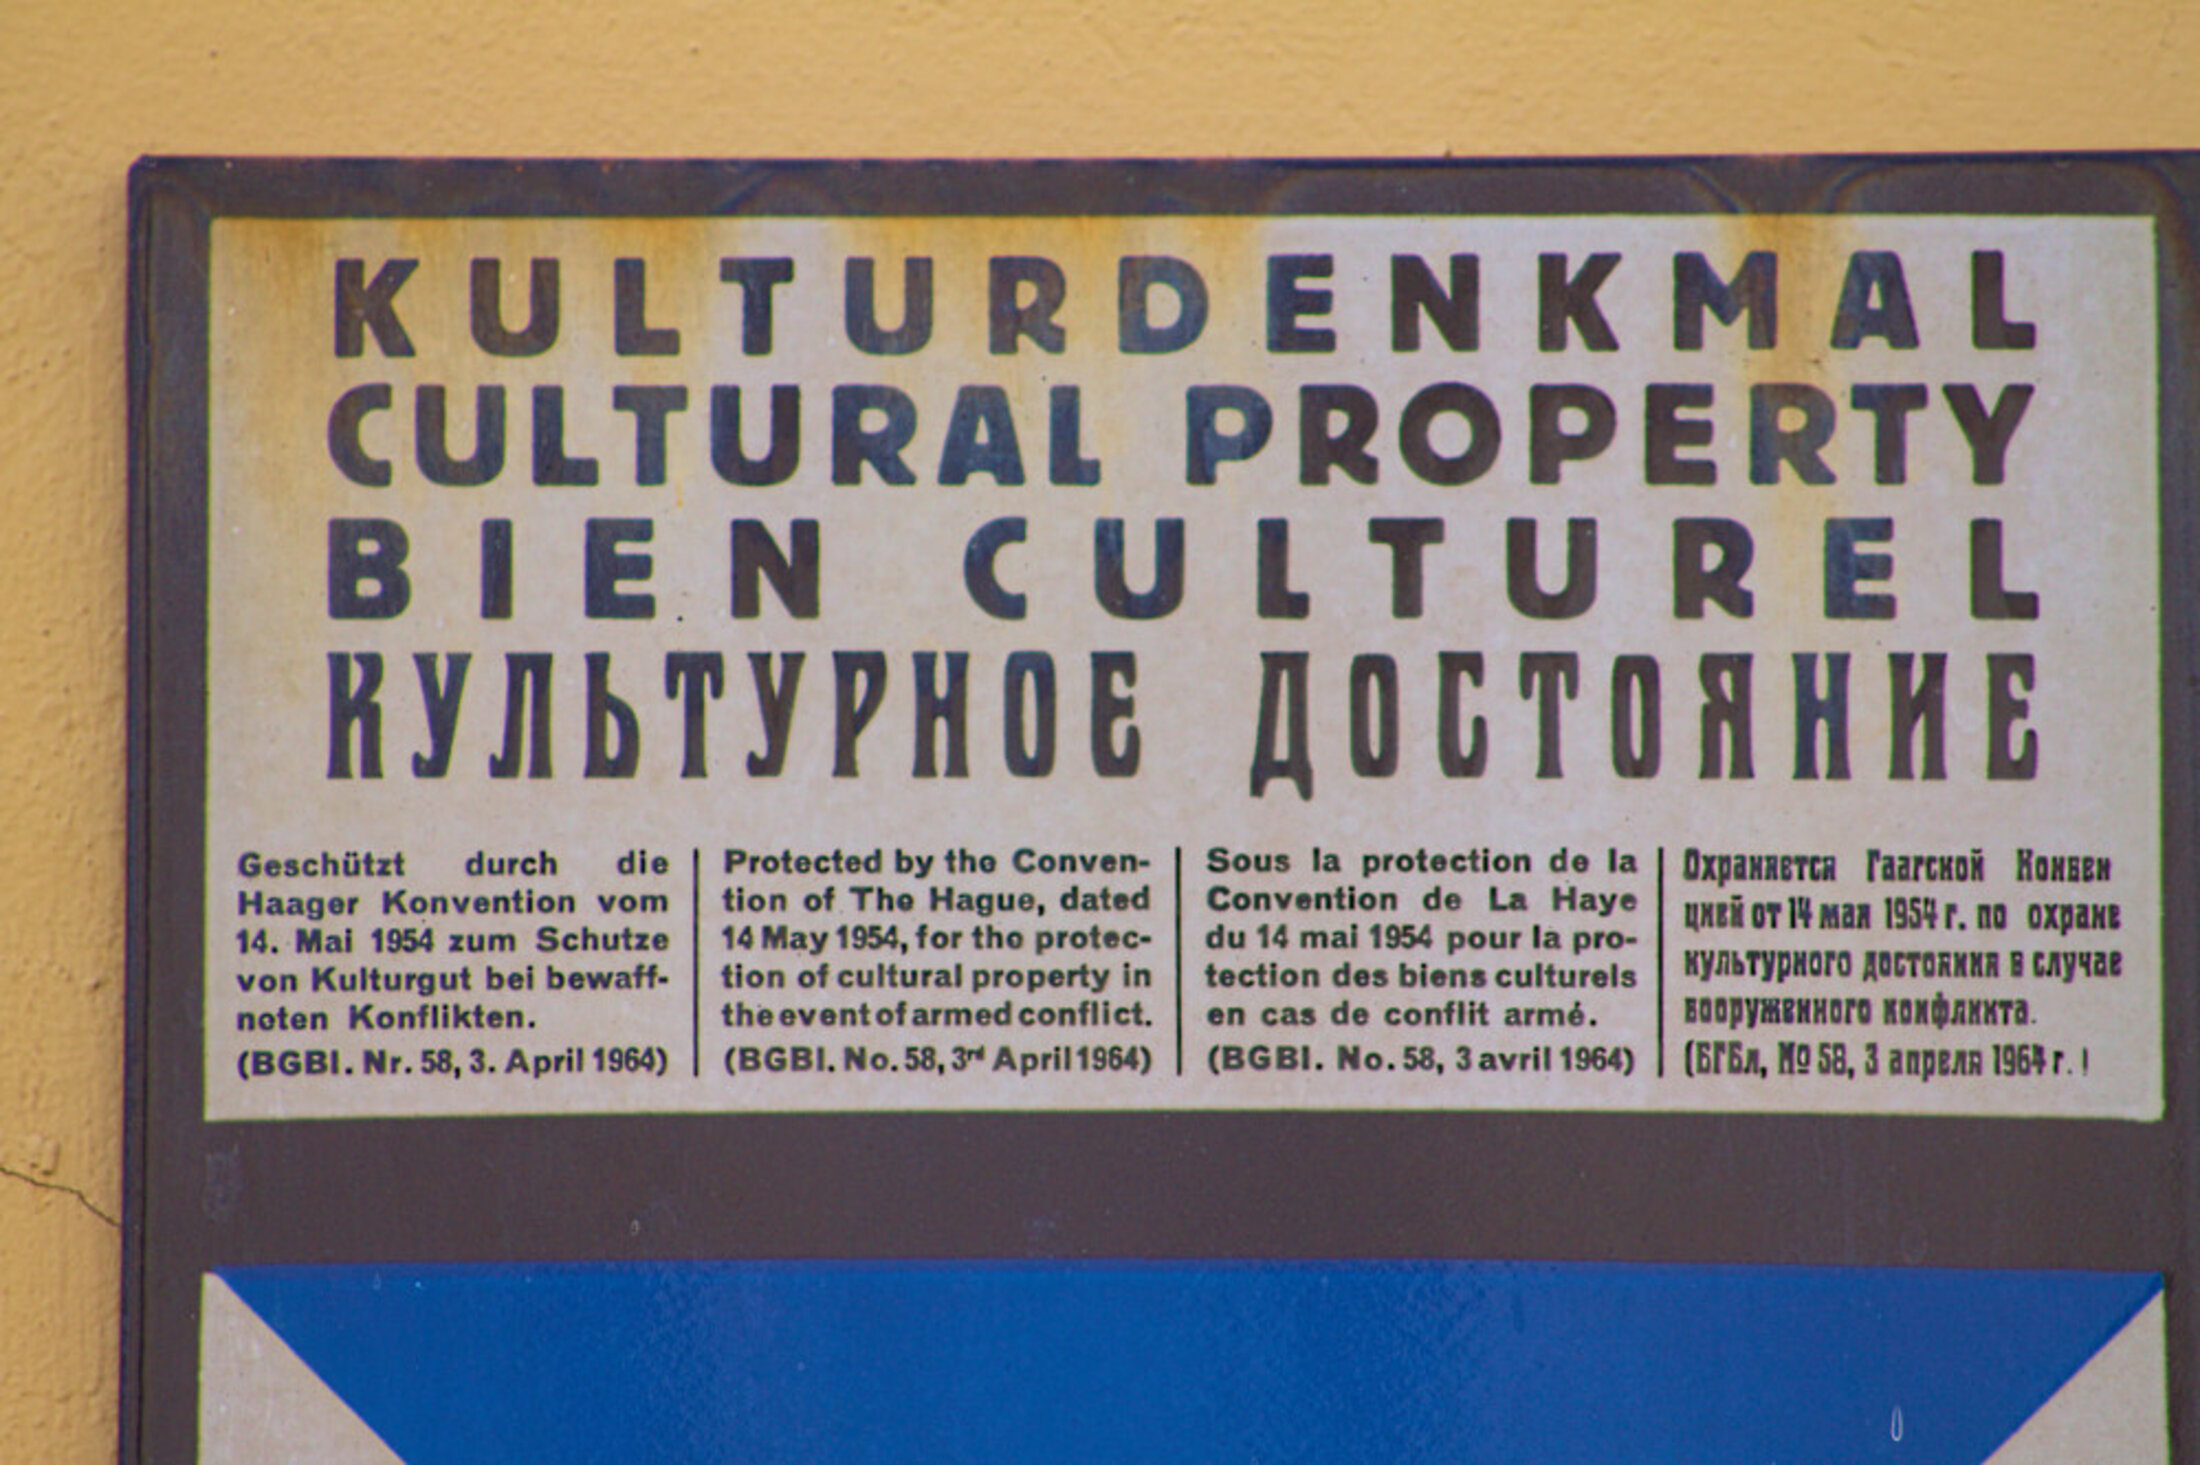 KULTURDENKMAL
CULTURAL PROPERTY
BIEN CULTUREL
КУЛЬТУРНОЕ ДОСТОЯНИЕ
Geschützt durch die
Haager Konvention vom
14. Mai 1954 zum Schutze
von Kulturgut bei bewaff-
neten Konflikten.
(BGBl. Nr. 58, 3. April 1964)
Protected by the Conven-
tion of The Hague, dated
14 May 1954, for the protec-
tion of cultural property in
the event of armed conflict.
(BGBl. No. 58, 3rd April 1964)
Sous la protection de la
Convention de La Haye
du 14 mai 1954 pour la pro-
tection des biens culturels
en cas de conflit armé.
(BGBl. No. 58, 3 avril 1964)
Охраняется Гаагской Конвен
цией от 14 мая 1954 г. по охране
культурного достояния в случае
вооруженного конфликта.
(БГБл, № 58, 3 апреля 1964 г.)